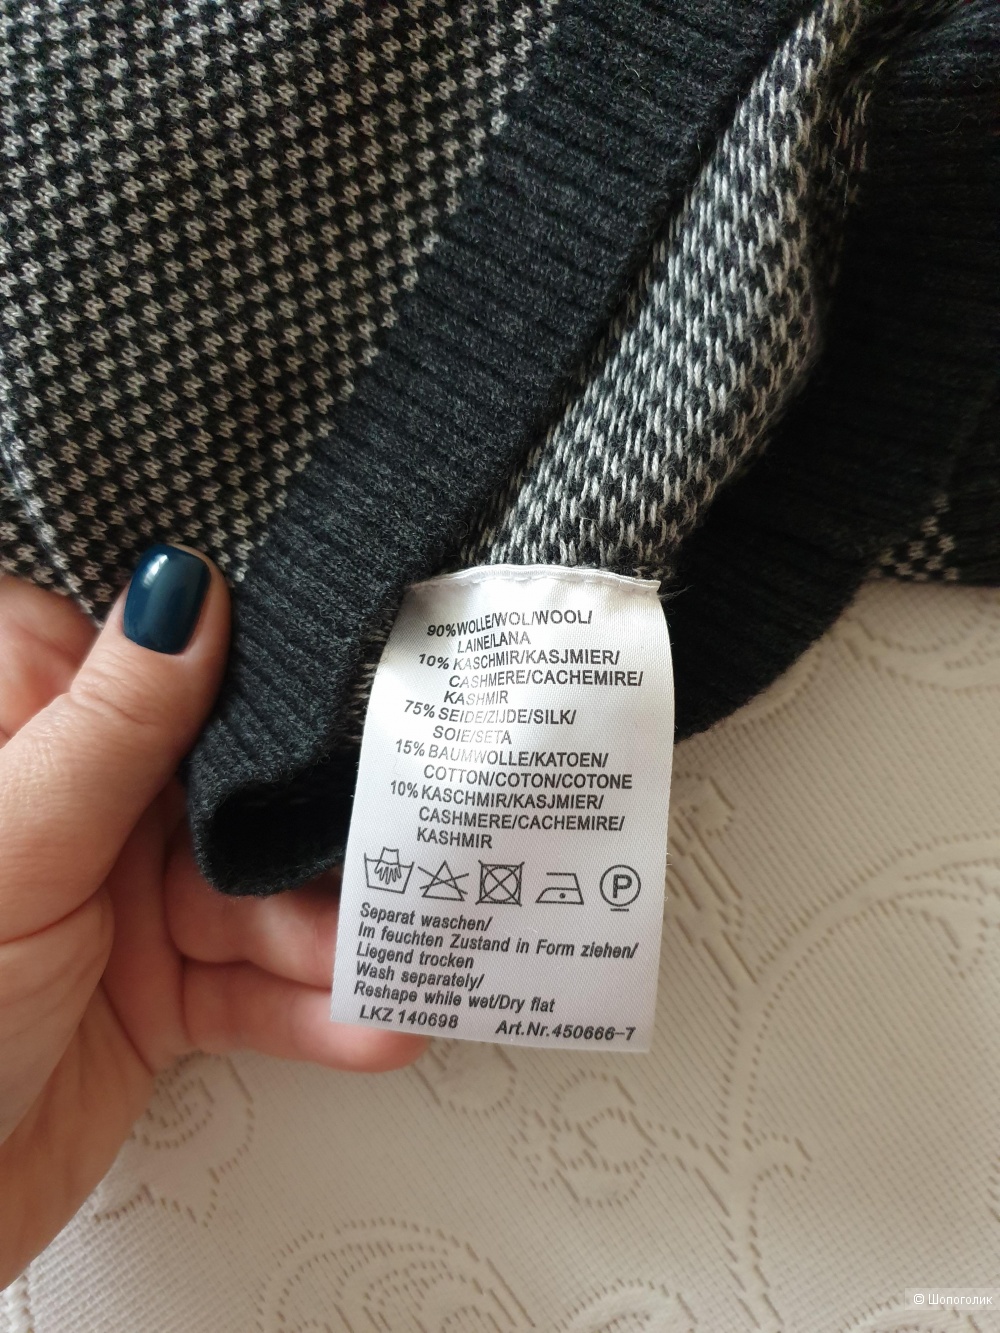 90% WOLLE/WOL/WOOL/
LAINE/LANA
10% KASCHMIR/KASJMIER/
CASHMERE/CACHEMIRE/
KASHMIR
75% SEIDE/ZIJDE/SILK/
SOIE/SETA
15% BAUMWOLLE/KATOEN/
COTTON/COTON/COTONE
10% KASCHMIR/KASJMIER/
CASHMERE/CACHEMIRE/
KASHMIR
P
Separat waschen/
Im feuchten Zustand in Form ziehen/
Liegend trocken
Wash separately/
Reshape while wet/Dry flat
LKZ 140698 Art.Nr.450666-7
© Шопоголик